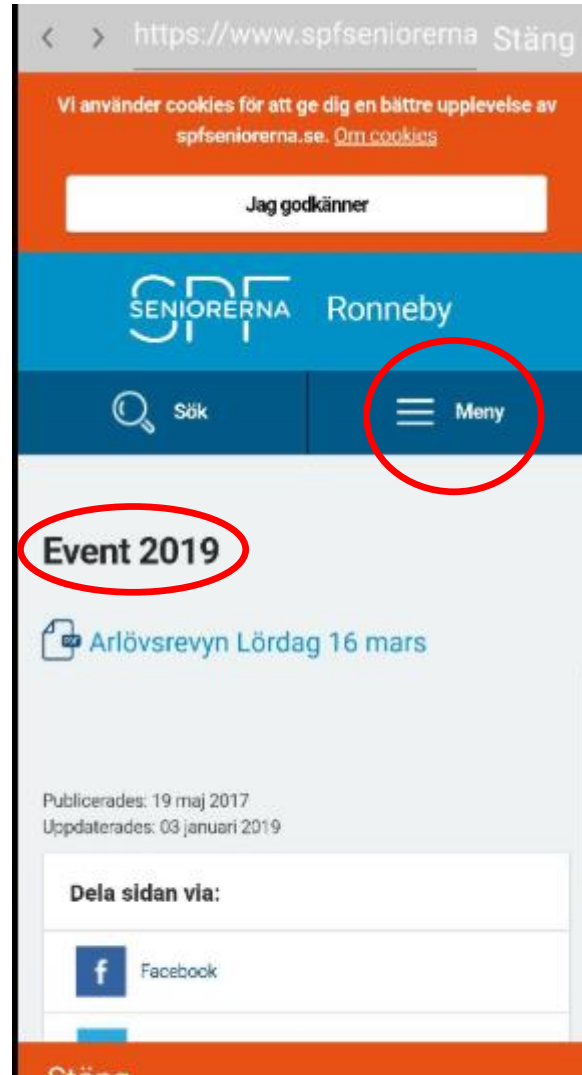 < > https://www.spfseniorerna Stäng
Vi använder cookies för att ge dig en bättre upplevelse av
spfseniorerna.se. Om cookies
Jag godkänner
SPF
SENIORERNA Ronneby
Sök Meny
Event 2019
PDF Arlövsrevyn Lördag 16 mars
Publicerades: 19 maj 2017
Uppdaterades: 03 januari 2019
Dela sidan via:
f Facebook
Stäng